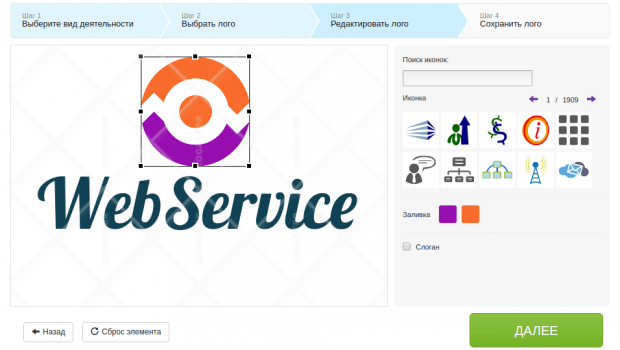 Шаг 1
Выберите вид деятельности
Шаг 2
Выбрать лого
Шаг 3
Редактировать лого
Шаг 4
Сохранить лого
WebService
Поиск иконок:
Иконка
1 / 1909
Заливка
Слоган
Назад
Сброс элемента
ДАЛЕЕ